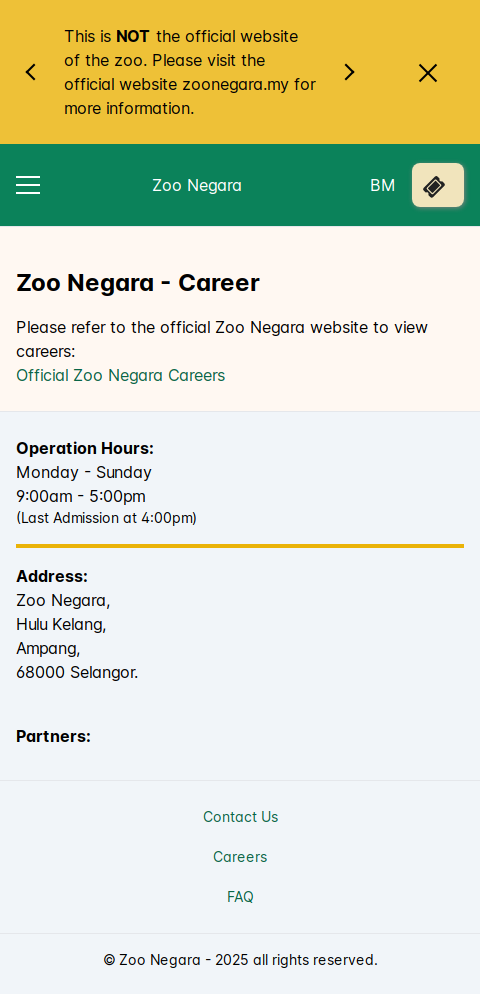 This is NOT the official website
of the zoo. Please visit the
official website zoonegara.my for
more information.
Zoo Negara
BM
Zoo Negara - Career
Please refer to the official Zoo Negara website to view
careers:
Official Zoo Negara Careers
Operation Hours:
Monday - Sunday
9:00am - 5:00pm
(Last Admission at 4:00pm)
Address:
Zoo Negara,
Hulu Kelang,
Ampang,
68000 Selangor.
Partners:
Contact Us
Careers
FAQ
© Zoo Negara - 2025 all rights reserved.